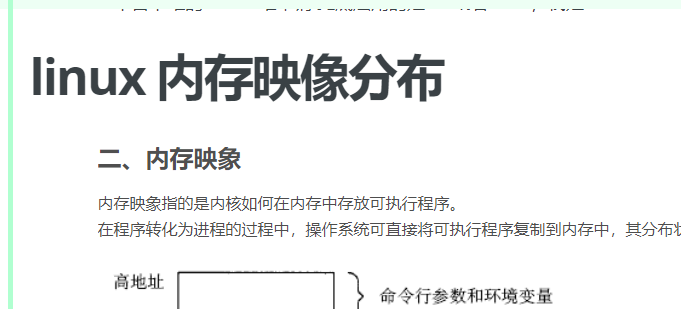 linux 内存映像分布
二、内存映象
内存映象指的是内核如何在内存中存放可执行程序。
在程序转化为进程的过程中，操作系统可直接将可执行程序复制到内存中，其分布状
高地址
命令行参数和环境变量